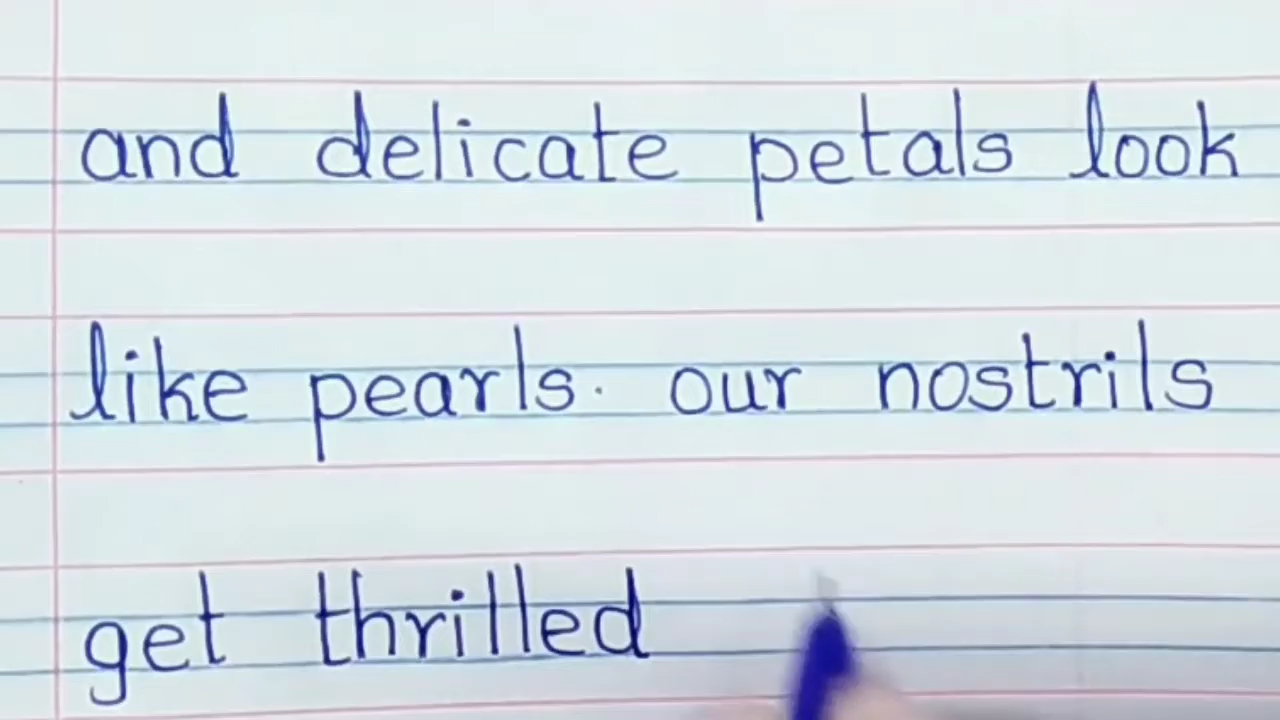 and delicate petals look
like pearls. our nostrils
get thrilled